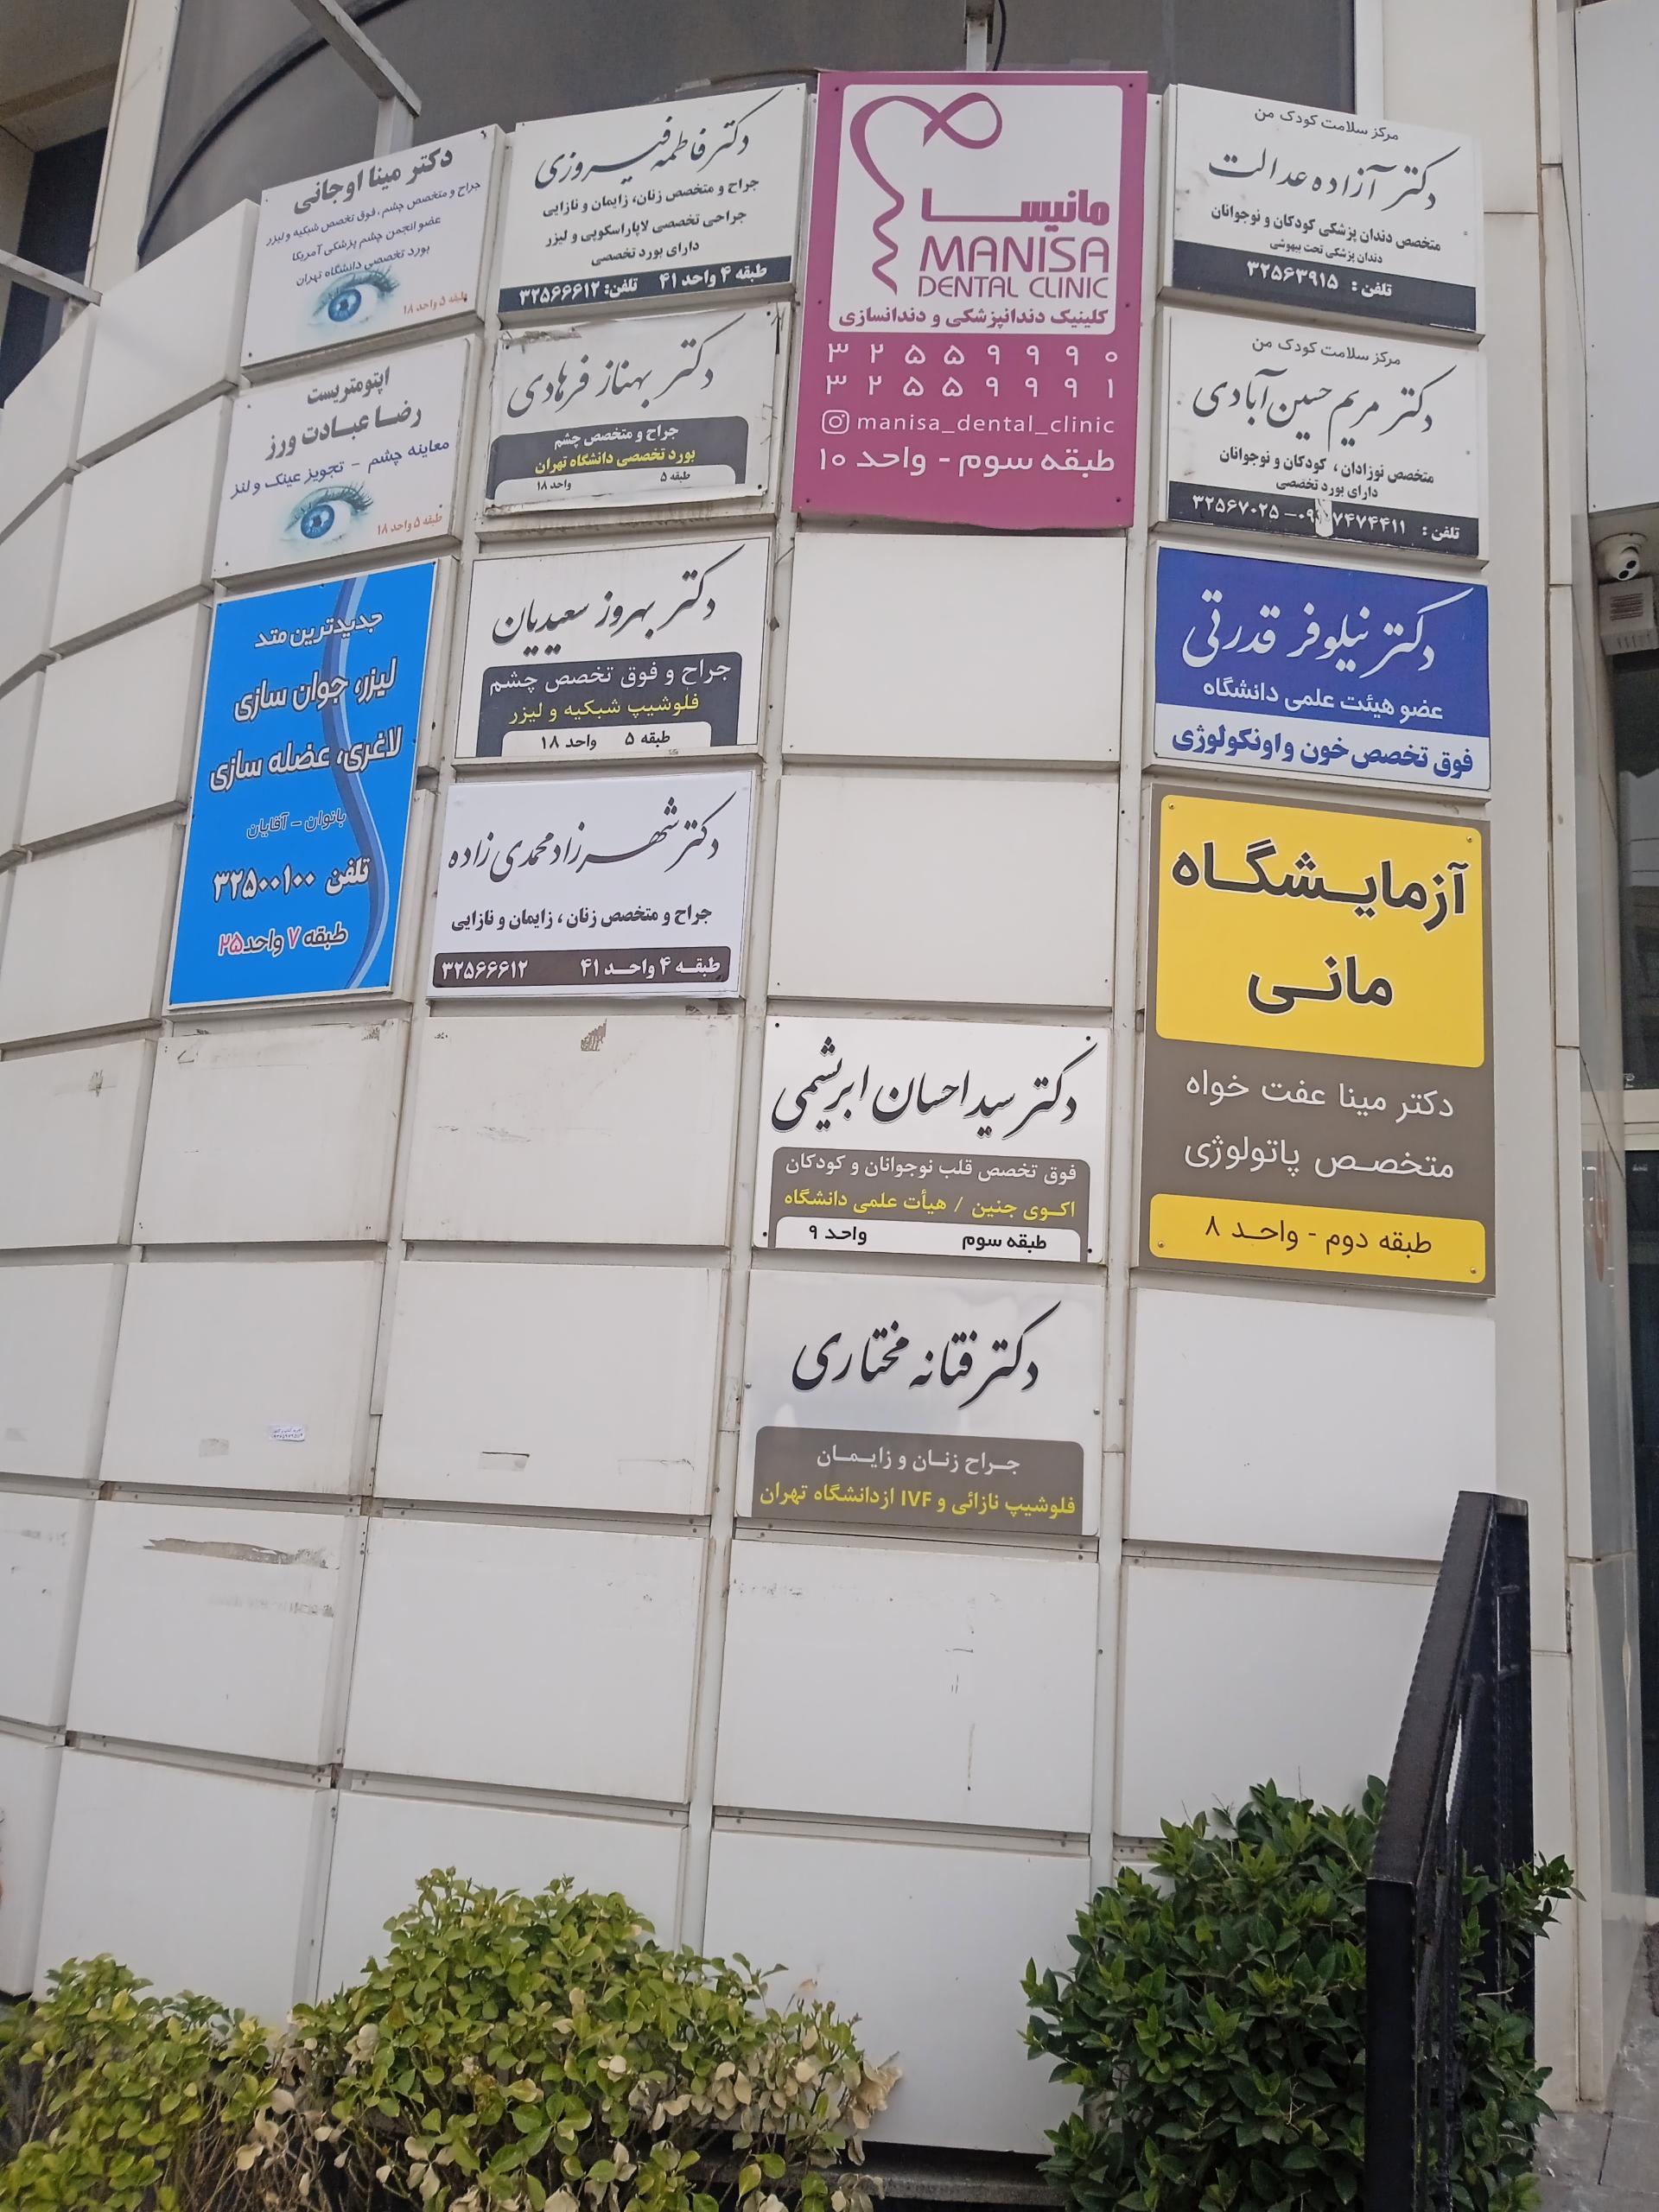 مرکز سلامت کودک من
دکتر آزاده عدالت
متخصص دندان پزشکی کودکان و نوجوانان
دندان پزشکی تحت بیهوشی
تلفن : ۳۲۵۶۳۹۱۵
مرکز سلامت کودک من
دکتر مریم حسین آبادی
متخصص نوزادان ، کودکان و نوجوانان
دارای بورد تخصصی
تلفن : ۳۲۵۶۷۰۲۵
دکتر نیلوفر قدرتی
عضو هیئت علمی دانشگاه
فوق تخصص خون و اونکولوژی
آزمایشگاه
مانی
دکتر مینا عفت خواه
متخصص پاتولوژی
طبقه دوم - واحد ۸
مانیسا
MANISA
DENTAL CLINIC
کلینیک دندانپزشکی و دندانسازی
۳۲۵۵۹۹۹۰
۳۲۵۵۹۹۹۱
manisa_dental_clinic
طبقه سوم - واحد ۱۰
دکتر سید احسان ابریشمی
فوق تخصص قلب نوجوانان و کودکان
اکوی جنین / هیأت علمی دانشگاه
طبقه سوم واحد ۹
دکتر فتانه مختاری
جراح زنان و زایمان
فلوشیپ نازائی و IVF از دانشگاه تهران
دکتر فاطمه فیروزی
جراح و متخصص زنان، زایمان و نازایی
جراحی تخصصی لاپاراسکوپی و لیزر
دارای بورد تخصصی
طبقه ۴ واحد ۴۱ تلفن: ۳۲۵۶۶۶۱۲
دکتر بهناز فرهادی
جراح و متخصص چشم
بورد تخصصی دانشگاه تهران
طبقه ۵ واحد ۱۸
دکتر بهروز سعیدیان
جراح و فوق تخصص چشم
فلوشیپ شبکیه و لیزر
طبقه ۵ واحد ۱۸
دکتر شهرزاد محمدی زاده
جراح و متخصص زنان ، زایمان و نازایی
طبقه ۴ واحد ۴۱ ۳۲۵۶۶۶۱۲
دکتر مینا اوجانی
جراح و متخصص چشم ، فوق تخصص شبکیه و لیزر
عضو انجمن چشم پزشکی آمریکا
بورد تخصصی دانشگاه تهران
طبقه ۵ واحد ۱۸
اپتومتریست
رضا عبادت ورز
معاینه چشم - تجویز عینک و لنز
طبقه ۵ واحد ۱۸
جدیدترین متد
لیزر، جوان سازی
لاغری، عضله سازی
بانوان - آقایان
تلفن ۳۲۵۰۰۱۰۰
طبقه ۷ واحد ۲۵